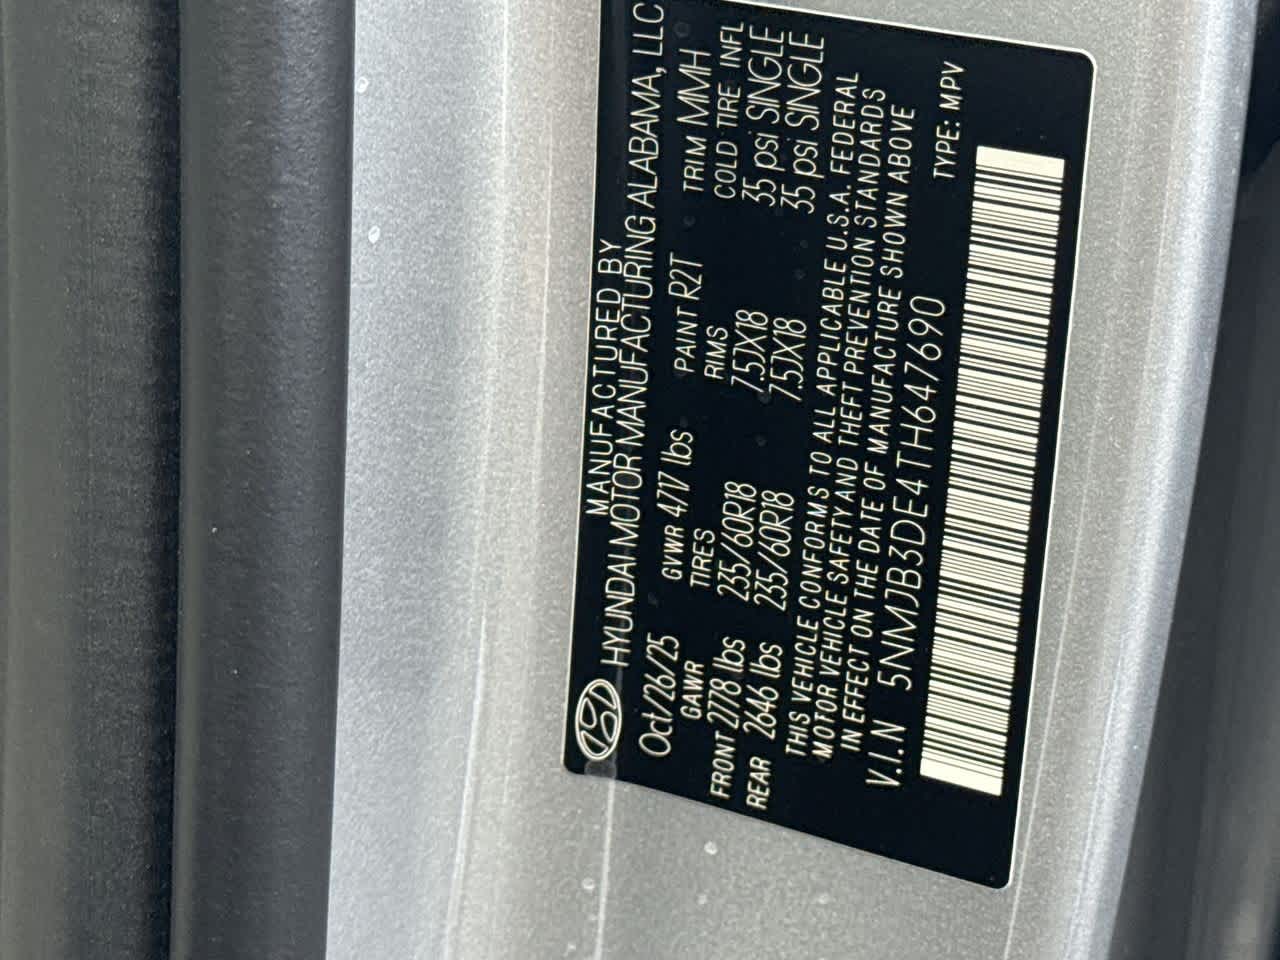 MANUFACTURED BY
HYUNDAI MOTOR MANUFACTURING ALABAMA, LLC
Oct/26/25 GVWR 4717 lbs PAINT R2T TRIM MMH
GAWR TIRES RIMS COLD TIRE INFL
FRONT 2778 lbs 235/60R18 7.5JX18 35 psi SINGLE
REAR 2646 lbs 235/60R18 7.5JX18 35 psi SINGLE
THIS VEHICLE CONFORMS TO ALL APPLICABLE U.S.A. FEDERAL
MOTOR VEHICLE SAFETY AND THEFT PREVENTION STANDARDS
IN EFFECT ON THE DATE OF MANUFACTURE SHOWN ABOVE
V.I.N 5NMJB3DE4TH647690 TYPE: MPV